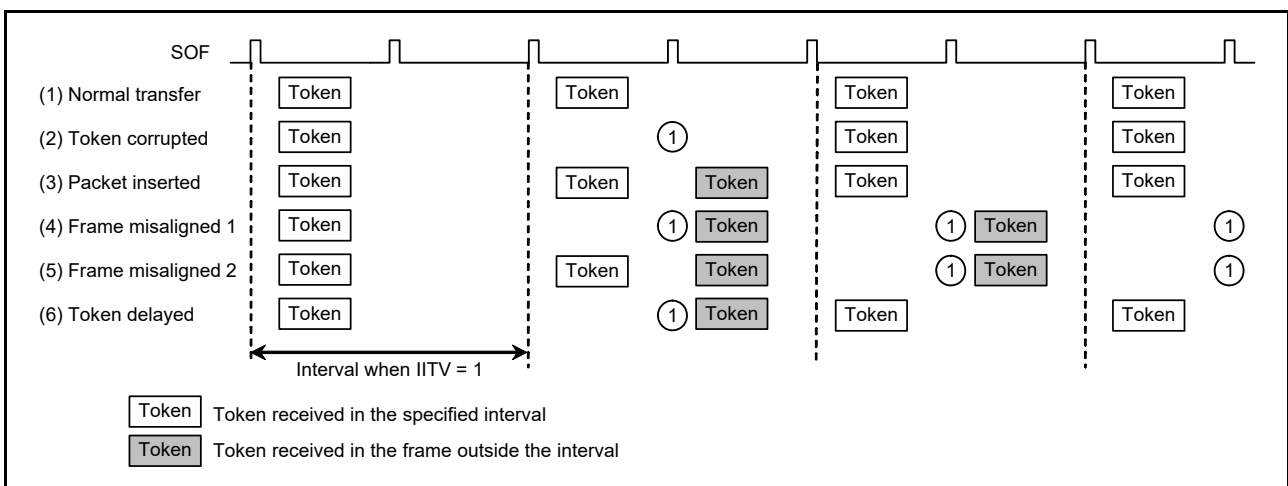 SOF
(1) Normal transfer Token Token Token Token
(2) Token corrupted Token 1 Token Token
(3) Packet inserted Token Token Token Token Token
(4) Frame misaligned 1 Token 1 Token 1 Token 1
(5) Frame misaligned 2 Token Token Token 1 Token 1
(6) Token delayed Token 1 Token Token Token
Interval when IITV = 1
Token Token received in the specified interval
Token Token received in the frame outside the interval